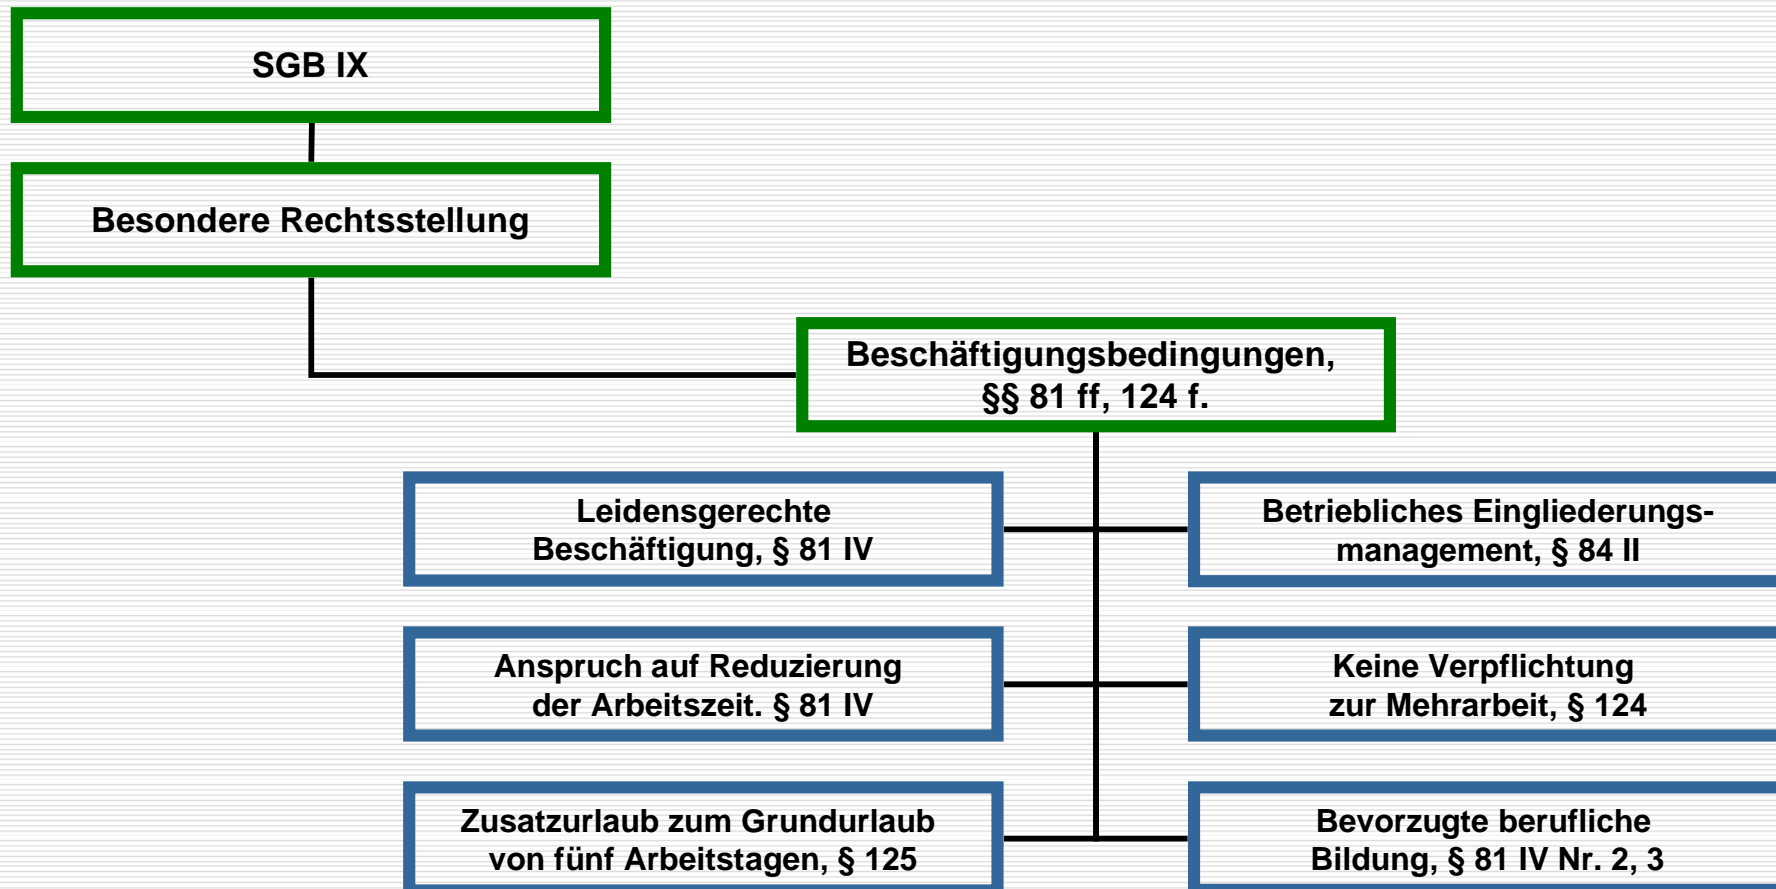 SGB IX
Besondere Rechtsstellung
Beschäftigungsbedingungen,
§§ 81 ff, 124 f.
Leidensgerechte
Beschäftigung, § 81 IV
Betriebliches Eingliederungs-
management, § 84 II
Anspruch auf Reduzierung
der Arbeitszeit. § 81 IV
Keine Verpflichtung
zur Mehrarbeit, § 124
Zusatzurlaub zum Grundurlaub
von fünf Arbeitstagen, § 125
Bevorzugte berufliche
Bildung, § 81 IV Nr. 2, 3